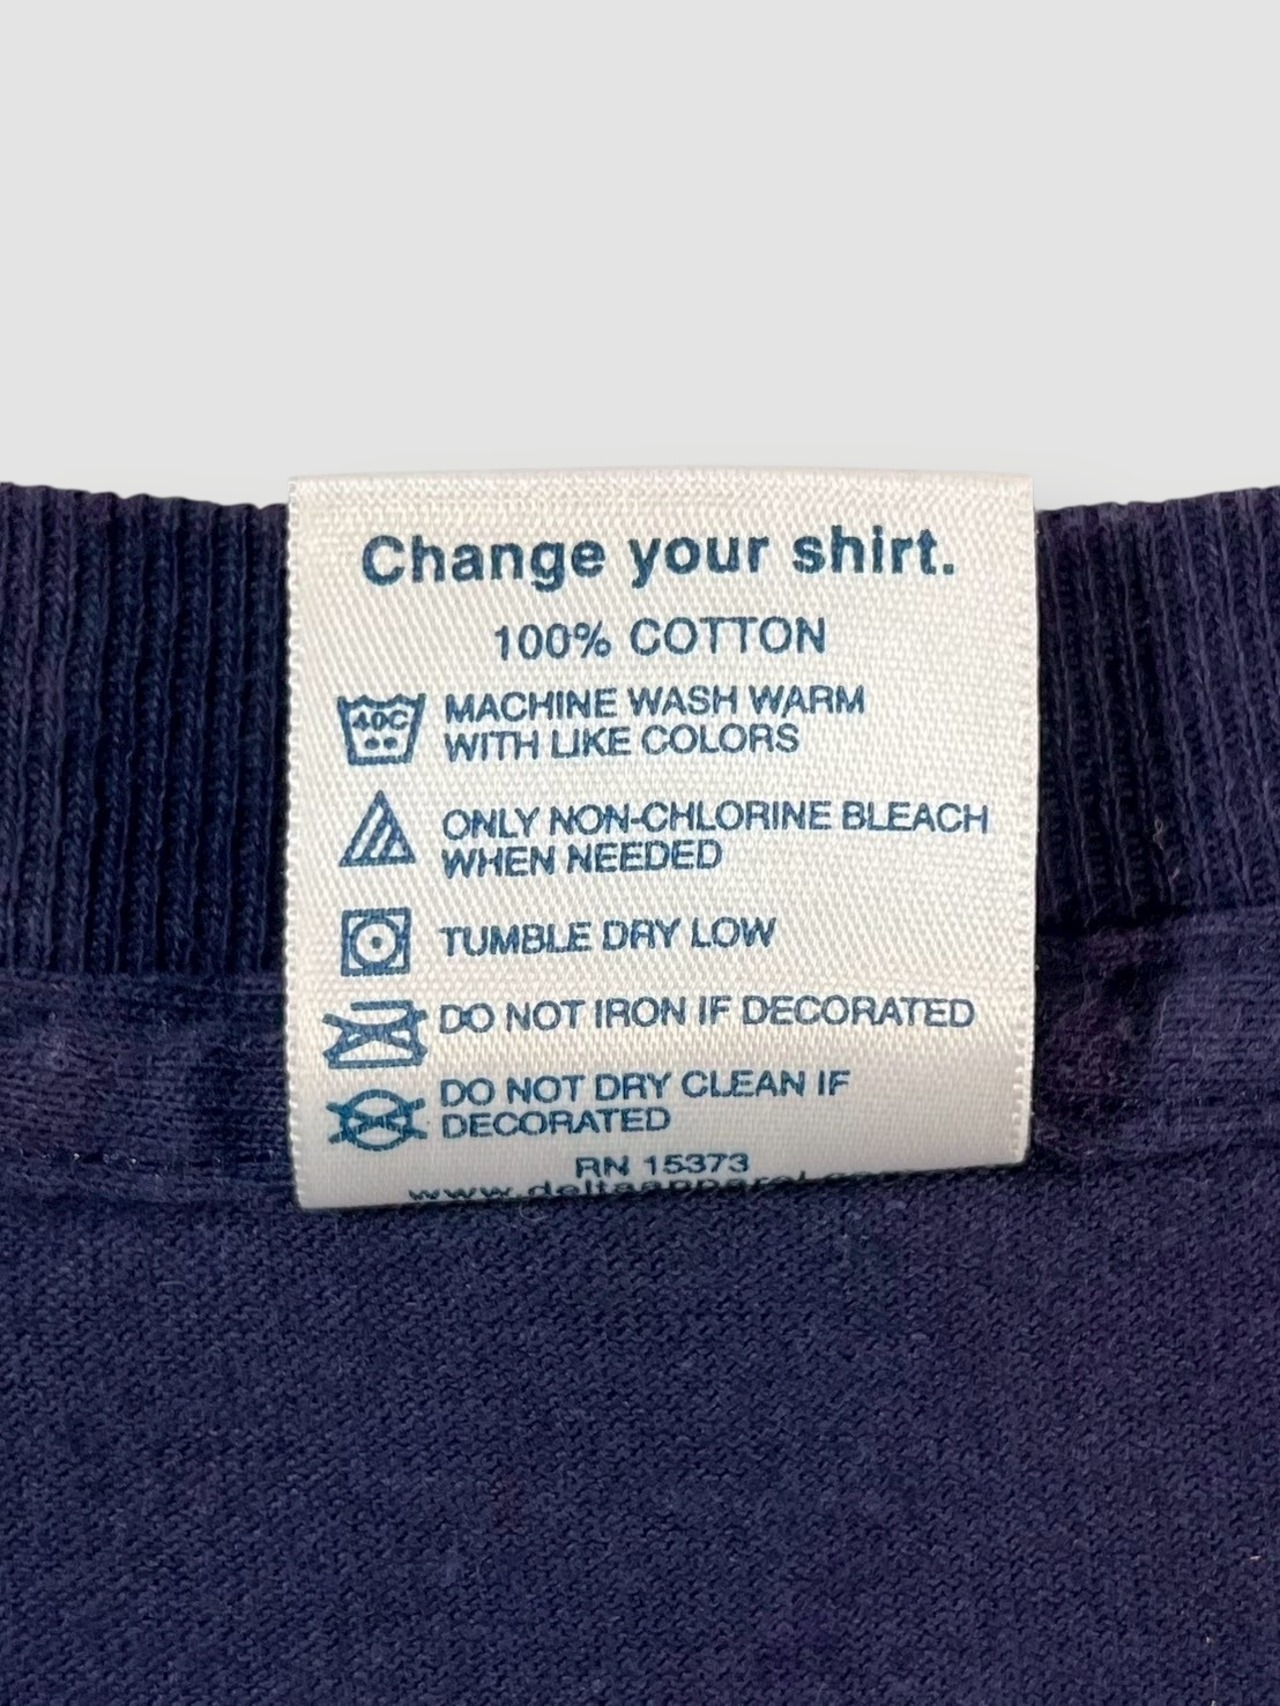 Change your shirt.
100% COTTON
40C
MACHINE WASH WARM
WITH LIKE COLORS
ONLY NON-CHLORINE BLEACH
WHEN NEEDED
TUMBLE DRY LOW
DO NOT IRON IF DECORATED
DO NOT DRY CLEAN IF
DECORATED
RN 15373